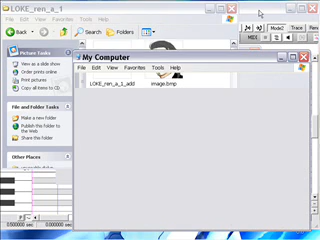 LOKE_ren_a_1
File Edit View Favorites Tools Help
Back Search Folders
Mode2 Trace
MIDI
Picture Tasks
View as a slide show
Order prints online
Print pictures
Copy all items to CD
File and Folder Tasks
Make a new folder
Publish this folder to
the Web
Share this folder
Other Places
My Computer
File Edit View Favorites Tools Help
LOKE_ren_a_1_add image.bmp
0.500000 sec 0.000000 sec